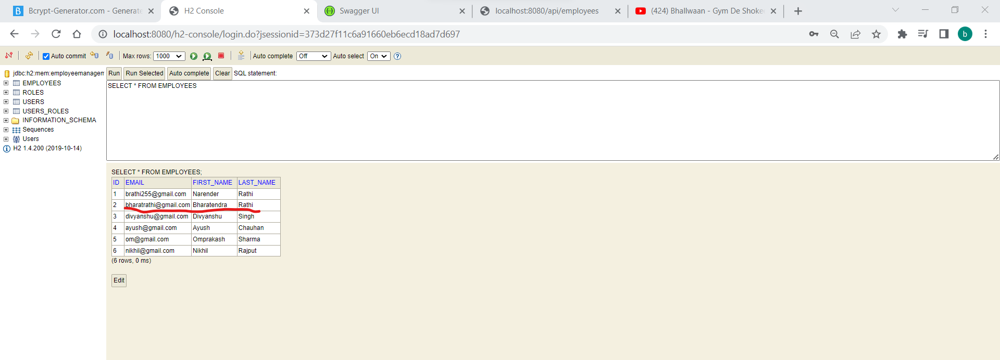 Bcrypt-Generator.com - Generate
H2 Console
Swagger UI
localhost:8080/api/employees
(424) Bhallwaan - Gym De Shoke
localhost:8080/h2-console/login.do?jsessionid=373d27f11c6a91660eb6ecd18ad7d697
b
Auto commit Max rows: 1000 Auto complete Off Auto select On
jdbc:h2:mem:employeemanagem
EMPLOYEES
ROLES
USERS
USERS_ROLES
INFORMATION_SCHEMA
Sequences
Users
H2 1.4.200 (2019-10-14)
Run Run Selected Auto complete Clear SQL statement:
SELECT * FROM EMPLOYEES
SELECT * FROM EMPLOYEES;
ID EMAIL FIRST_NAME LAST_NAME
1 brathi255@gmail.com Narender Rathi
2 bharatrathi@gmail.com Bharatendra Rathi
3 divyanshu@gmail.com Divyanshu Singh
4 ayush@gmail.com Ayush Chauhan
5 om@gmail.com Omprakash Sharma
6 nikhil@gmail.com Nikhil Rajput
(6 rows, 0 ms)
Edit